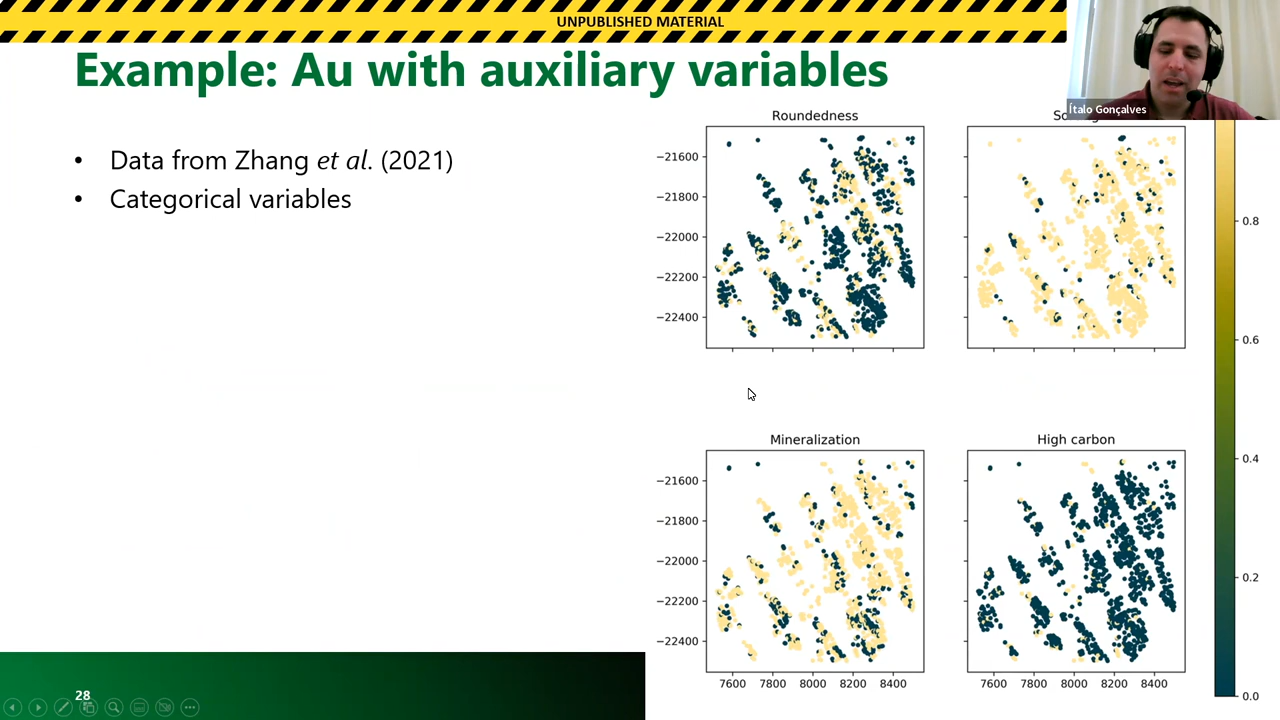 UNPUBLISHED MATERIAL
Example: Au with auxiliary variables
Ítalo Gonçalves
• Data from Zhang et al. (2021)
• Categorical variables
Roundedness
−21600
−21800
−22000
−22200
−22400
0.8
0.6
0.4
0.2
0.0
Mineralization
−21600
−21800
−22000
−22200
−22400
7600 7800 8000 8200 8400
High carbon
7600 7800 8000 8200 8400
28